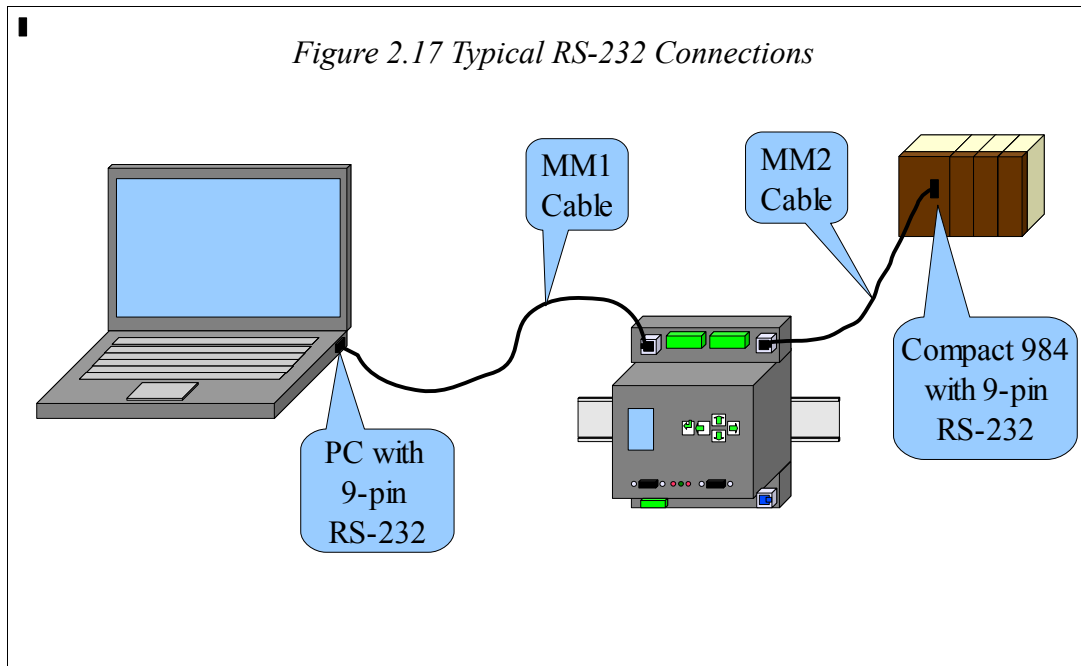 Figure 2.17 Typical RS-232 Connections
MM1
Cable
MM2
Cable
Compact 984
with 9-pin
RS-232
PC with
9-pin
RS-232